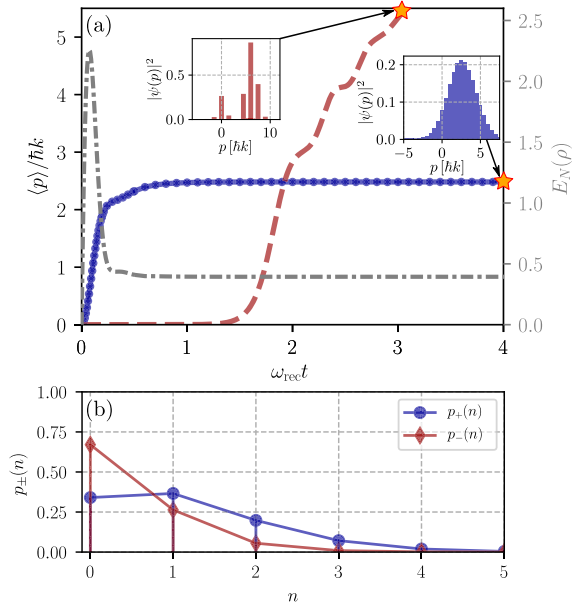 (a)
5
4
3
2
1
0
⟨p⟩/ħk
2.5
2.0
1.5
1.0
0.5
0.0
E_N(ρ)
0
1
2
3
4
ω_rec t
0.5
0.0
|ψ(p)|²
0
10
p [ħk]
0.2
0.1
|ψ(p)|²
−5
0
5
p [ħk]
(b)
1.00
0.75
0.50
0.25
0.00
p_±(n)
p_+(n)
p_−(n)
0
1
2
3
4
5
n